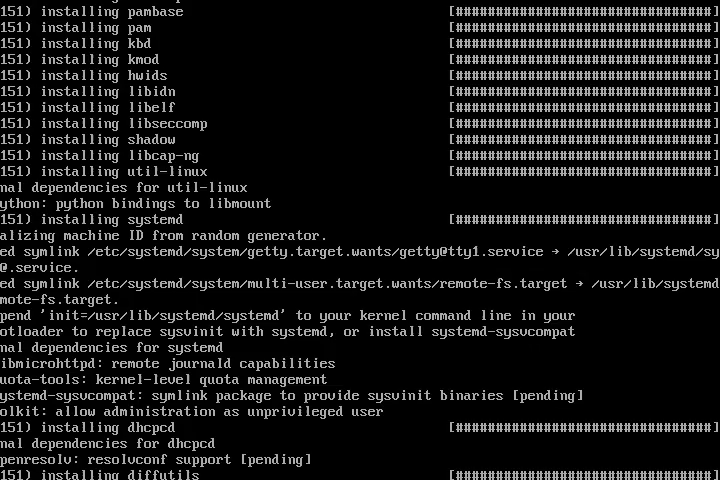 151) installing pambase [################################]
151) installing pam [################################]
151) installing kbd [################################]
151) installing kmod [################################]
151) installing hwids [################################]
151) installing libidn [################################]
151) installing libelf [################################]
151) installing libseccomp [################################]
151) installing shadow [################################]
151) installing libcap-ng [################################]
151) installing util-linux [################################]
nal dependencies for util-linux
ython: python bindings to libmount
151) installing systemd [################################]
alizing machine ID from random generator.
ed symlink /etc/systemd/system/getty.target.wants/getty@tty1.service → /usr/lib/systemd/sy
@.service.
ed symlink /etc/systemd/system/multi-user.target.wants/remote-fs.target → /usr/lib/systemd
mote-fs.target.
pend 'init=/usr/lib/systemd/systemd' to your kernel command line in your
otloader to replace sysvinit with systemd, or install systemd-sysvcompat
nal dependencies for systemd
ibmicrohttpd: remote journald capabilities
uota-tools: kernel-level quota management
ystemd-sysvcompat: symlink package to provide sysvinit binaries [pending]
olkit: allow administration as unprivileged user
151) installing dhcpcd [################################]
nal dependencies for dhcpcd
penresolv: resolvconf support [pending]
151) installing diffutils [################################]